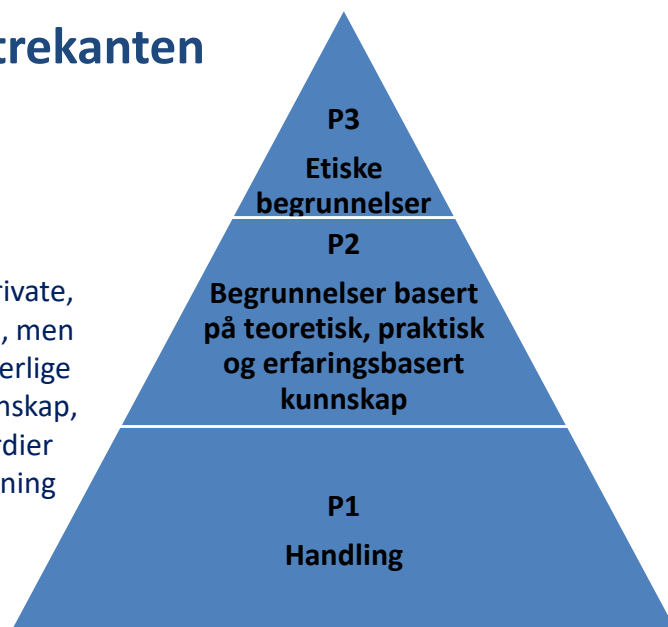 trekanten
P3
Etiske
begrunnelser
P2
Begrunnelser basert
på teoretisk, praktisk
og erfaringsbasert
kunnskap
rivate,
, men
erlige
nskap,
rdier
ning
P1
Handling